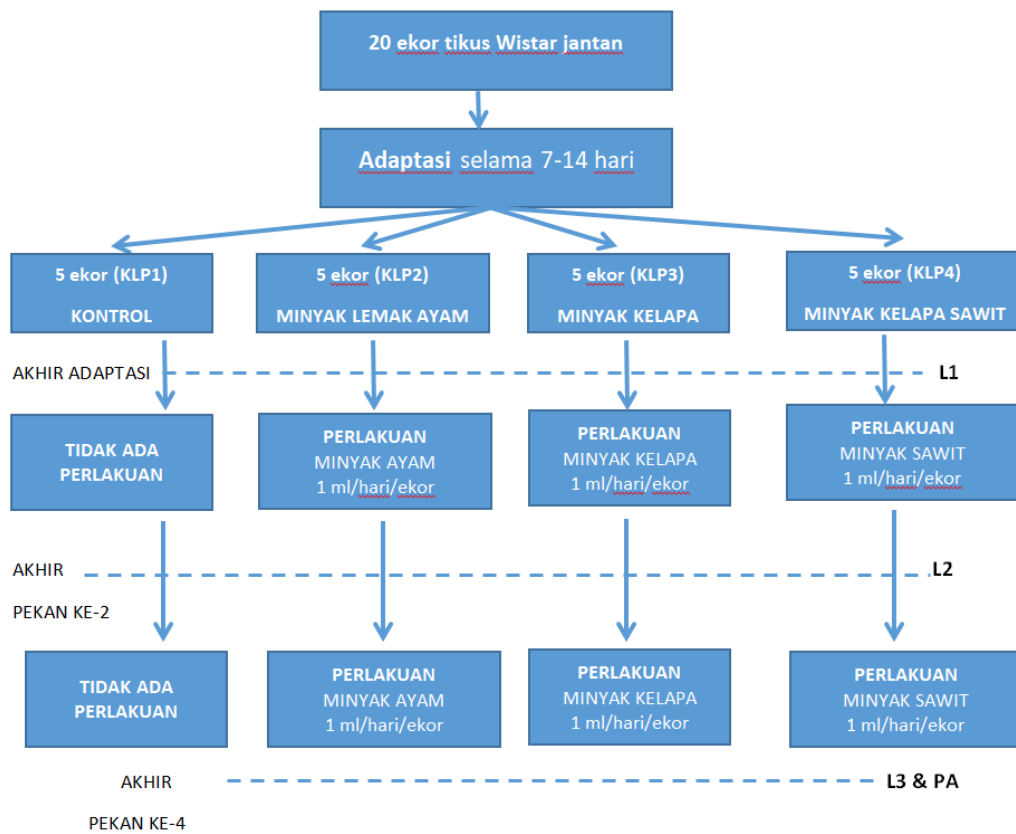 20 ekor tikus Wistar jantan
Adaptasi selama 7-14 hari
5 ekor (KLP1)
KONTROL
5 ekor (KLP2)
MINYAK LEMAK AYAM
5 ekor (KLP3)
MINYAK KELAPA
5 ekor (KLP4)
MINYAK KELAPA SAWIT
AKHIR ADAPTASI
L1
TIDAK ADA
PERLAKUAN
PERLAKUAN
MINYAK AYAM
1 ml/hari/ekor
PERLAKUAN
MINYAK KELAPA
1 ml/hari/ekor
PERLAKUAN
MINYAK SAWIT
1 ml/hari/ekor
AKHIR
PEKAN KE-2
L2
TIDAK ADA
PERLAKUAN
PERLAKUAN
MINYAK AYAM
1 ml/hari/ekor
PERLAKUAN
MINYAK KELAPA
1 ml/hari/ekor
PERLAKUAN
MINYAK SAWIT
1 ml/hari/ekor
AKHIR
PEKAN KE-4
L3 & PA